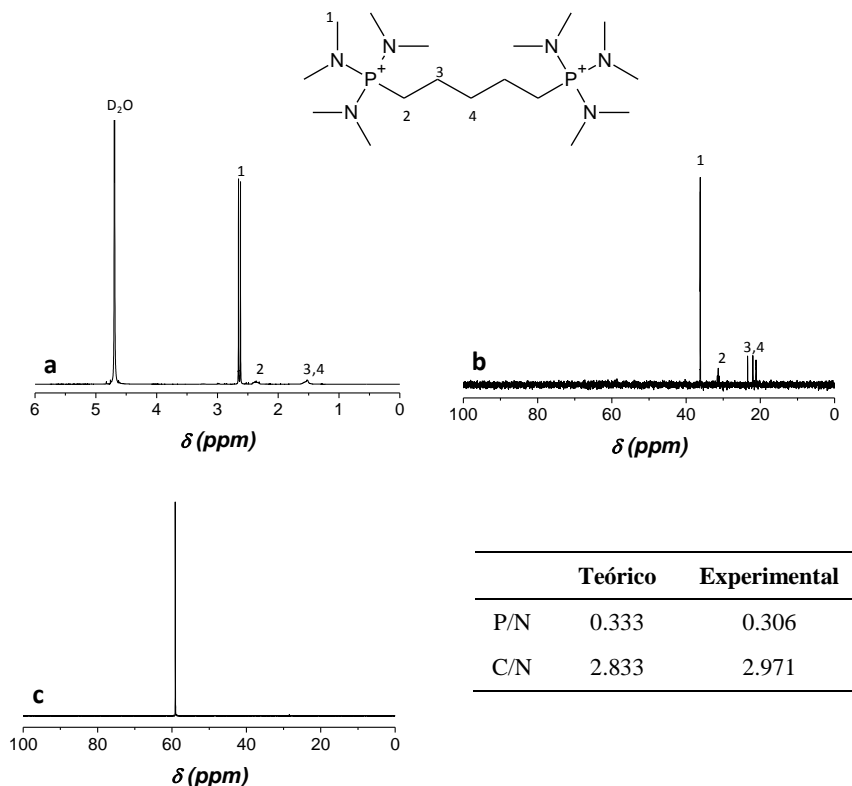 1
N
N
N
N
P+
3
P+
N
N
2
4
D2O
1
2
3,4
a
6 5 4 3 2 1 0
δ (ppm)
1
2
3,4
b
100 80 60 40 20 0
δ (ppm)
c
100 80 60 40 20 0
δ (ppm)
Teórico Experimental
P/N 0.333 0.306
C/N 2.833 2.971